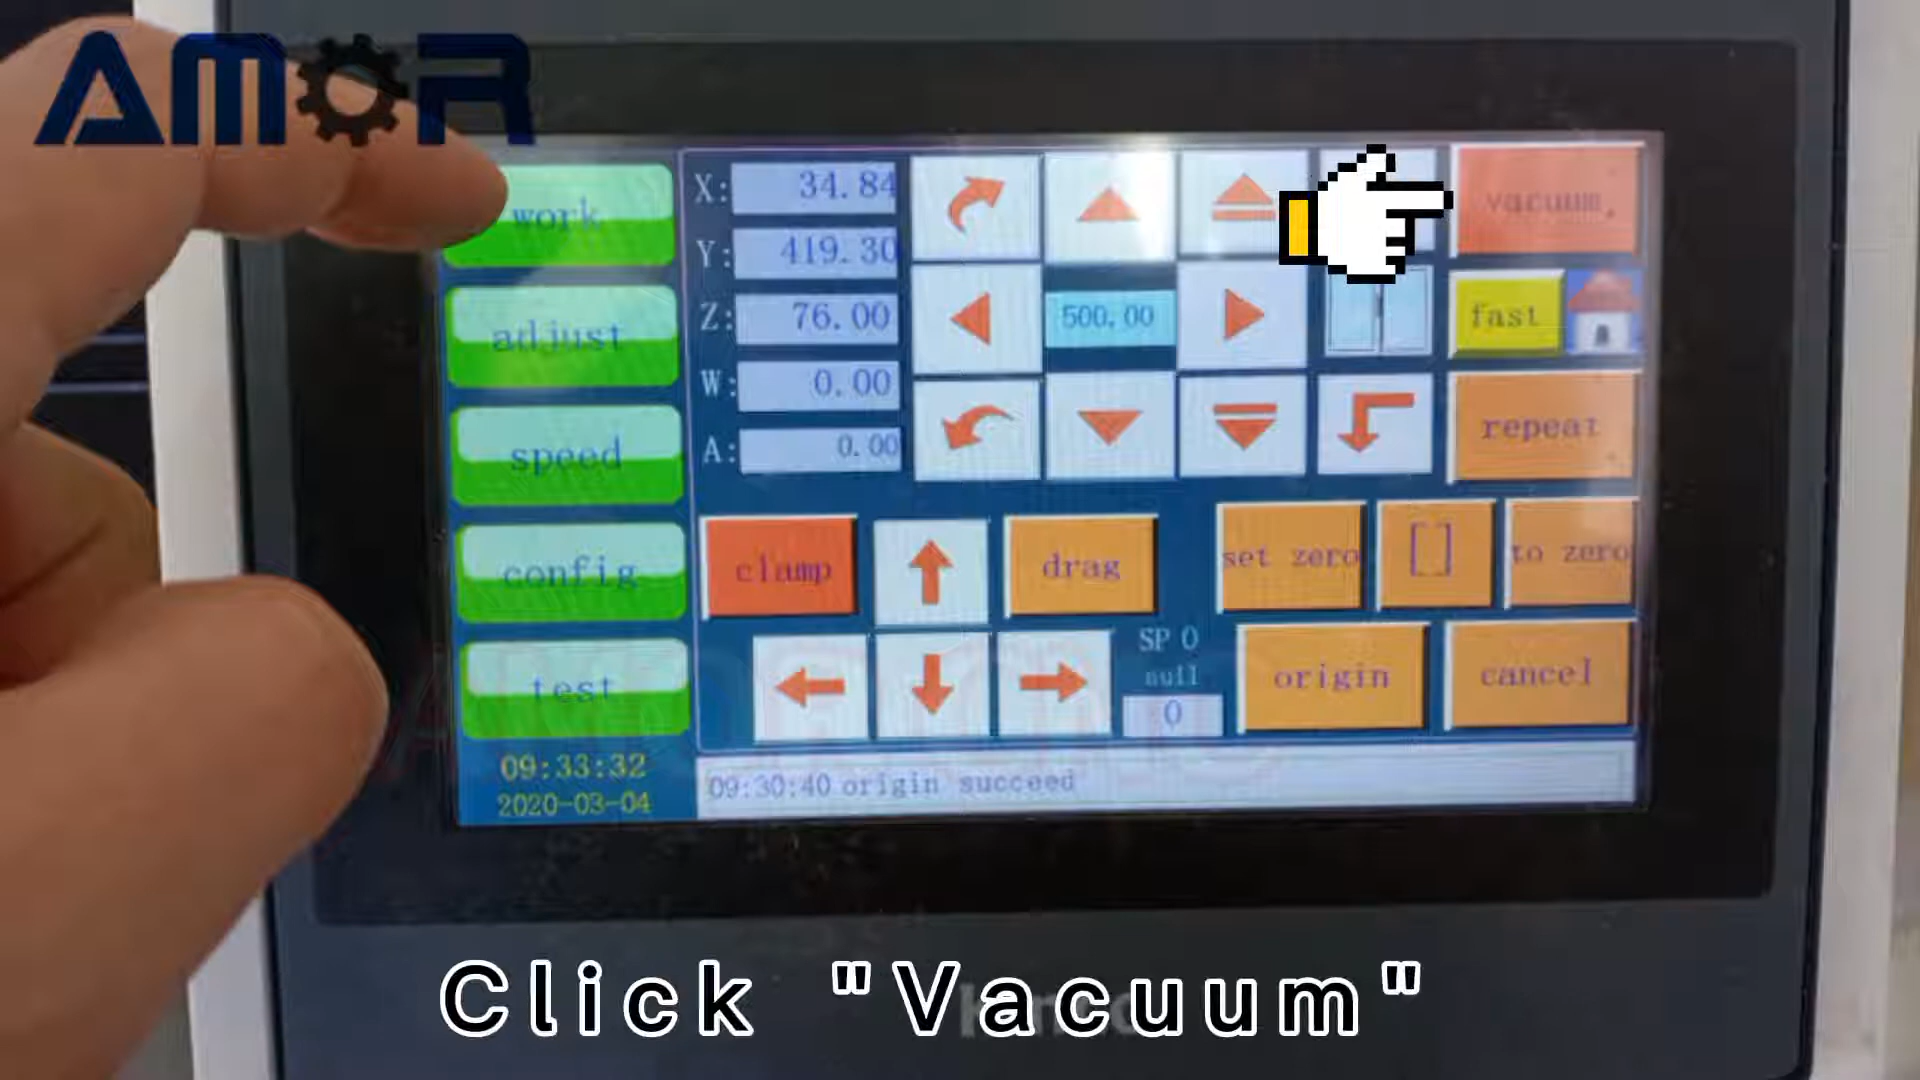 AMOR
work
adjust
speed
config
test
09:33:32
2020-03-04
X: 34.84
Y: 419.30
Z: 76.00
W: 0.00
A: 0.00
500.00
vacuum.
fast
repeat
clamp
drag
set zero
[]
to zero
SP 0
null
0
origin
cancel
09:30:40 origin succeed
Click "Vacuum"